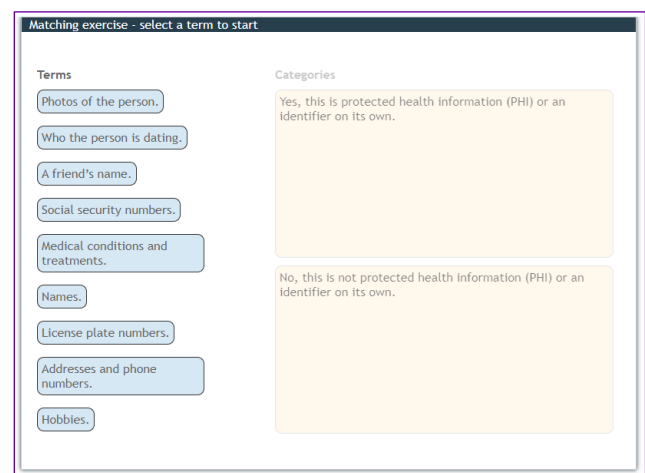 Matching exercise - select a term to start
Terms
Photos of the person.
Who the person is dating.
A friend’s name.
Social security numbers.
Medical conditions and
treatments.
Names.
License plate numbers.
Addresses and phone
numbers.
Hobbies.
Categories
Yes, this is protected health information (PHI) or an
identifier on its own.
No, this is not protected health information (PHI) or an
identifier on its own.